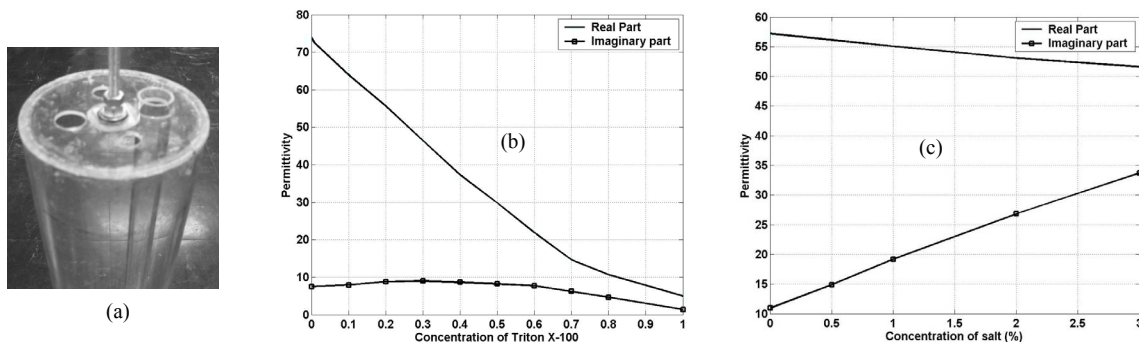 (a)
80
70
60
50
40
30
20
10
0
Permittivity
Real Part
Imaginary part
(b)
0 0.1 0.2 0.3 0.4 0.5 0.6 0.7 0.8 0.9 1
Concentration of Triton X-100
60
55
50
45
40
35
30
25
20
15
10
Permittivity
Real Part
Imaginary part
(c)
0 0.5 1 1.5 2 2.5 3
Concentration of salt (%)